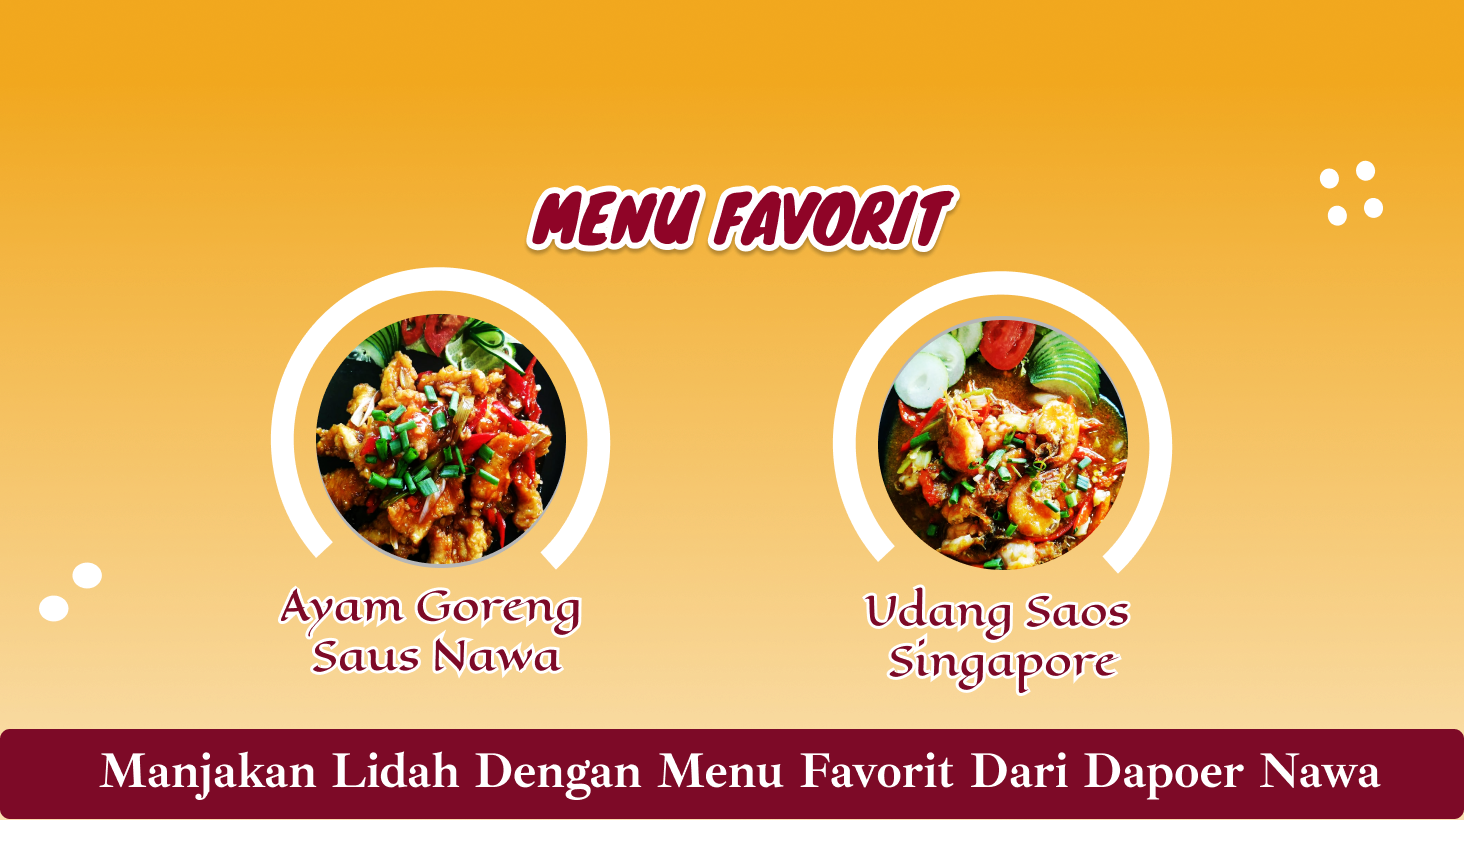 MENU FAVORIT
Ayam Goreng
Saus Nawa
Udang Saos
Singapore
Manjakan Lidah Dengan Menu Favorit Dari Dapoer Nawa